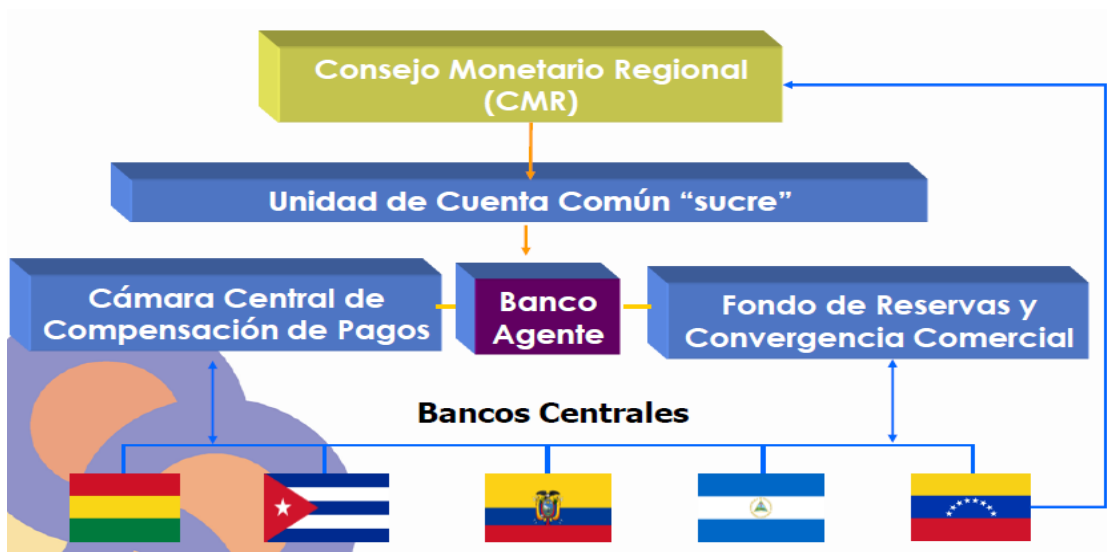 Consejo Monetario Regional
(CMR)
Unidad de Cuenta Común “sucre”
Cámara Central de
Compensación de Pagos
Banco
Agente
Fondo de Reservas y
Convergencia Comercial
Bancos Centrales